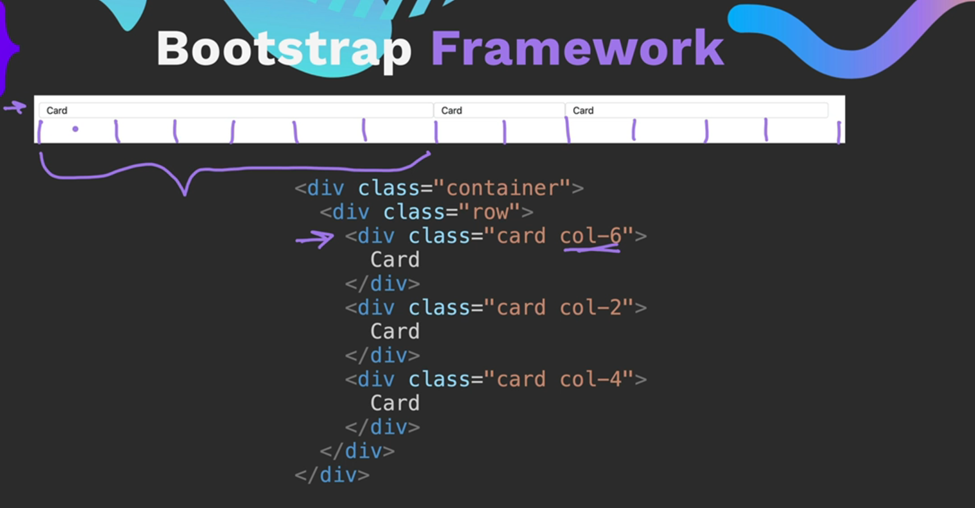 Bootstrap Framework
Card Card Card
<div class="container">
<div class="row">
<div class="card col-6">
Card
</div>
<div class="card col-2">
Card
</div>
<div class="card col-4">
Card
</div>
</div>
</div>